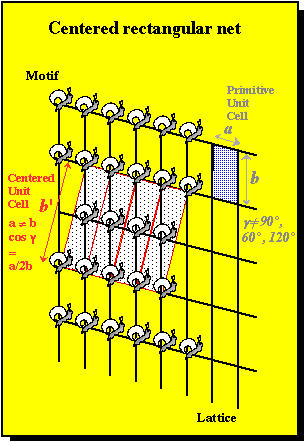 Centered rectangular net
Motif
Primitive
Unit
Cell
a
b
γ≠90°,
60°, 120°
Centered
Unit
Cell
b'
a ≠ b
cos γ
=
a/2b
Lattice